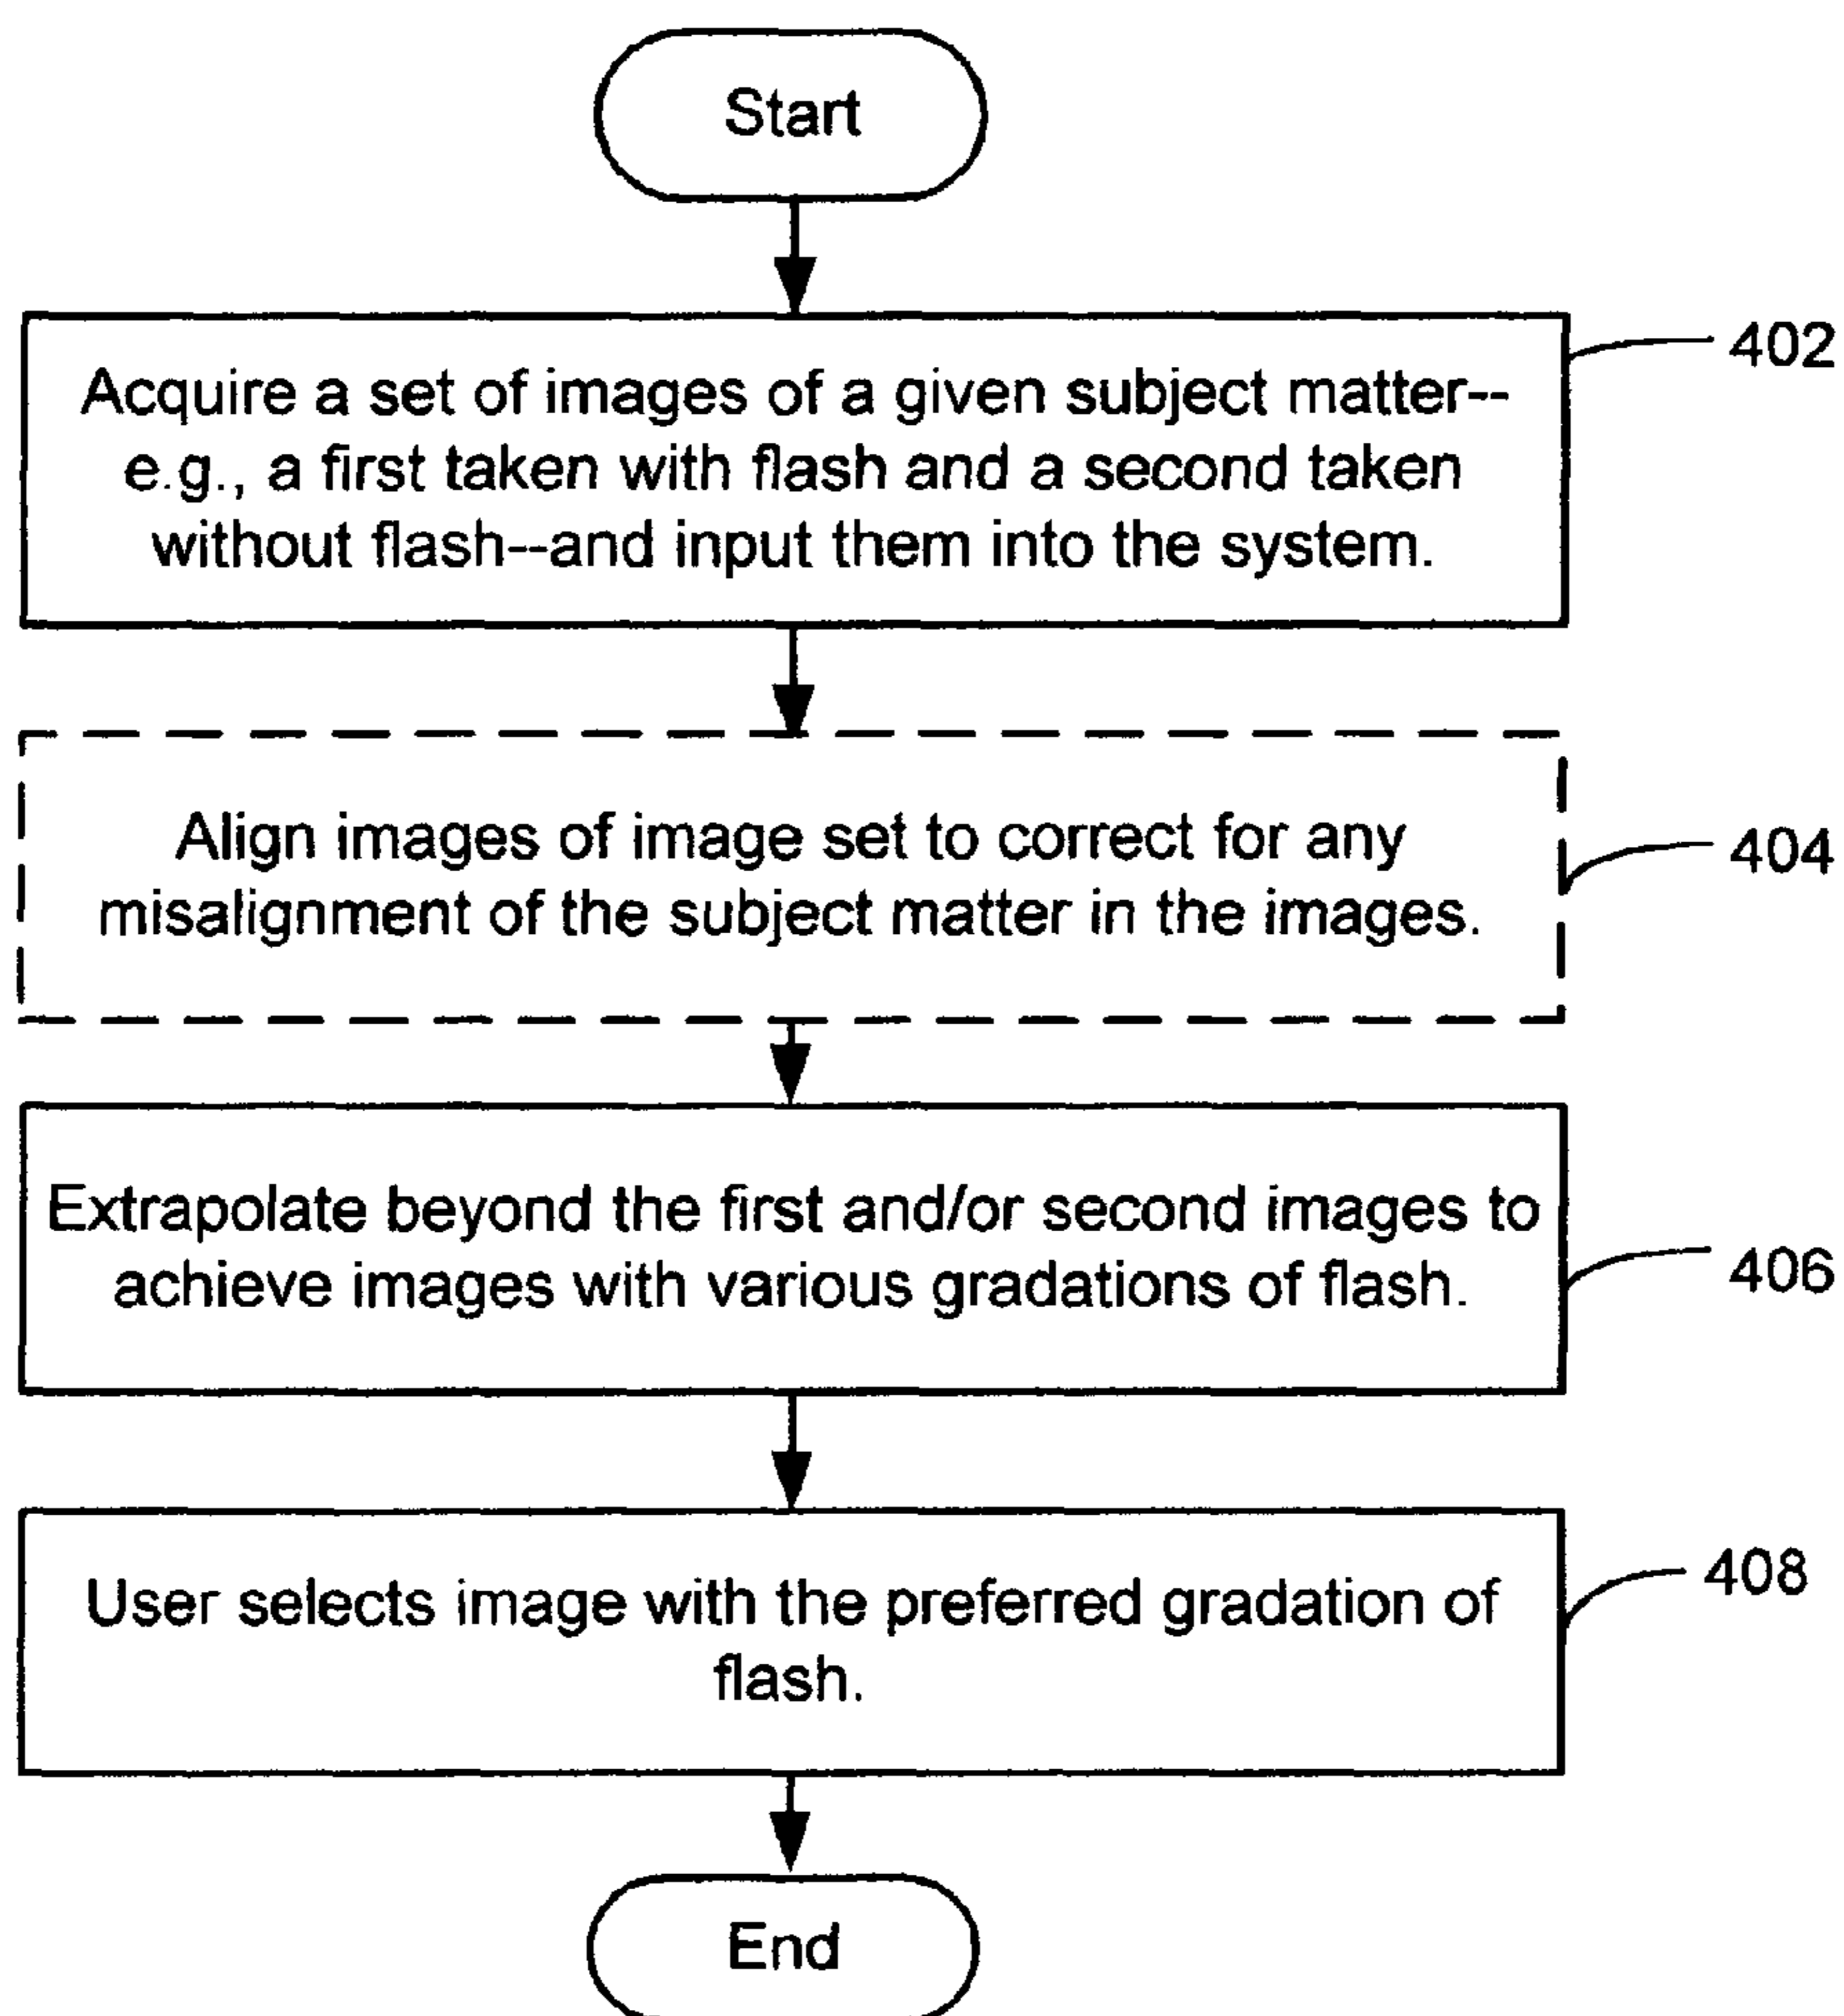 Start
Acquire a set of images of a given subject matter--
e.g., a first taken with flash and a second taken
without flash--and input them into the system.
402
Align images of image set to correct for any
misalignment of the subject matter in the images.
404
Extrapolate beyond the first and/or second images to
achieve images with various gradations of flash.
406
User selects image with the preferred gradation of
flash.
408
End